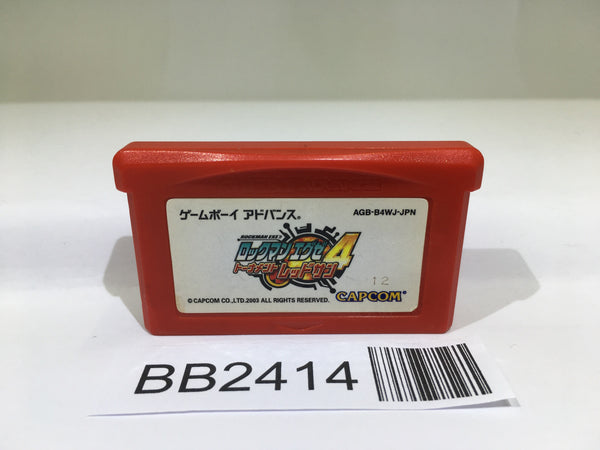 ゲームボーイ アドバンス® AGB-B4WJ-JPN
ROCKMAN EXE 4
ロックマン エグゼ 4
トーナメント レッドサン
12
© CAPCOM CO., LTD. 2003 ALL RIGHTS RESERVED. CAPCOM®
BB2414